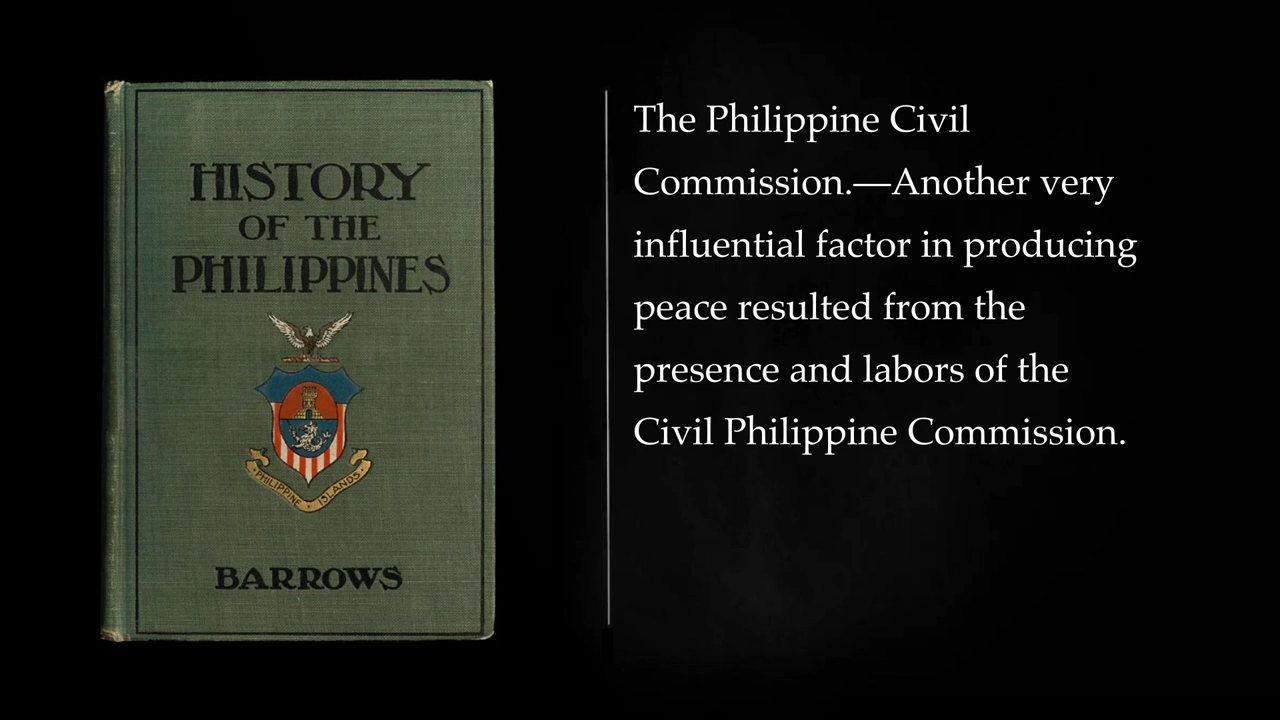 HISTORY
OF THE
PHILIPPINES
PHILIPPINE ISLANDS
BARROWS
The Philippine Civil
Commission.—Another very
influential factor in producing
peace resulted from the
presence and labors of the
Civil Philippine Commission.